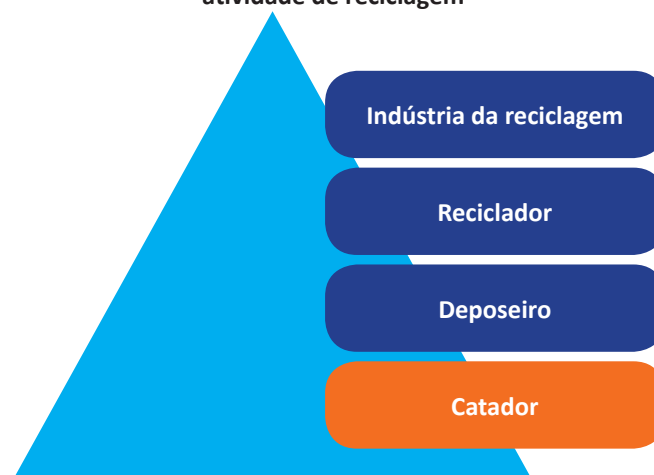 atividade de reciclagem
Indústria da reciclagem
Reciclador
Deposeiro
Catador